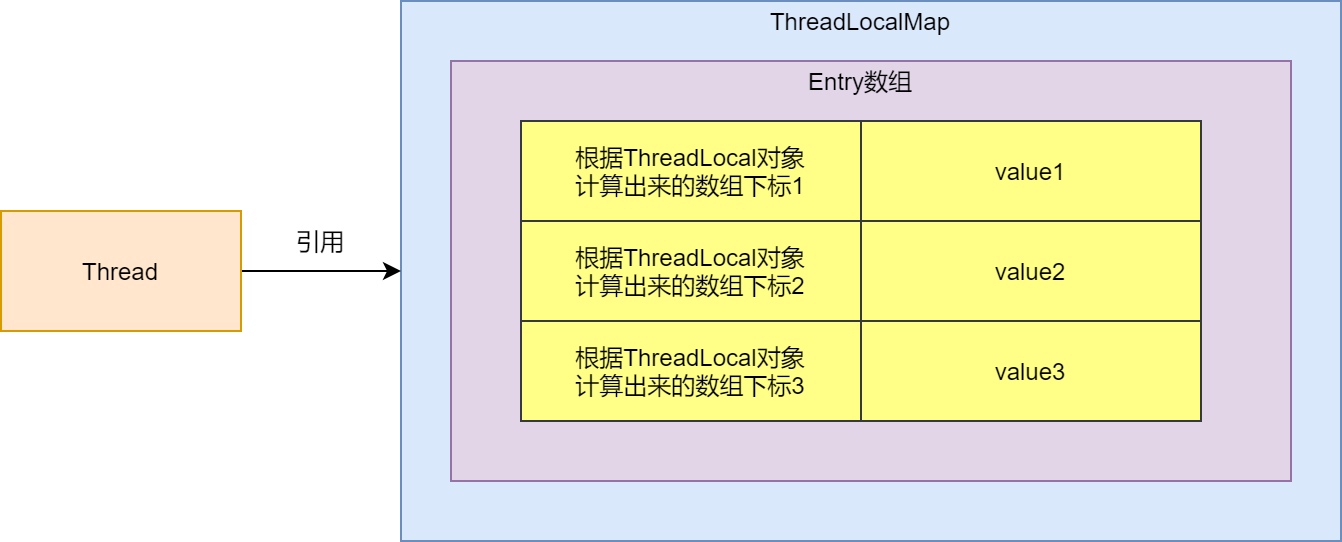 ThreadLocalMap
Entry数组
根据ThreadLocal对象
计算出来的数组下标1
value1
引用
Thread
根据ThreadLocal对象
计算出来的数组下标2
value2
根据ThreadLocal对象
计算出来的数组下标3
value3